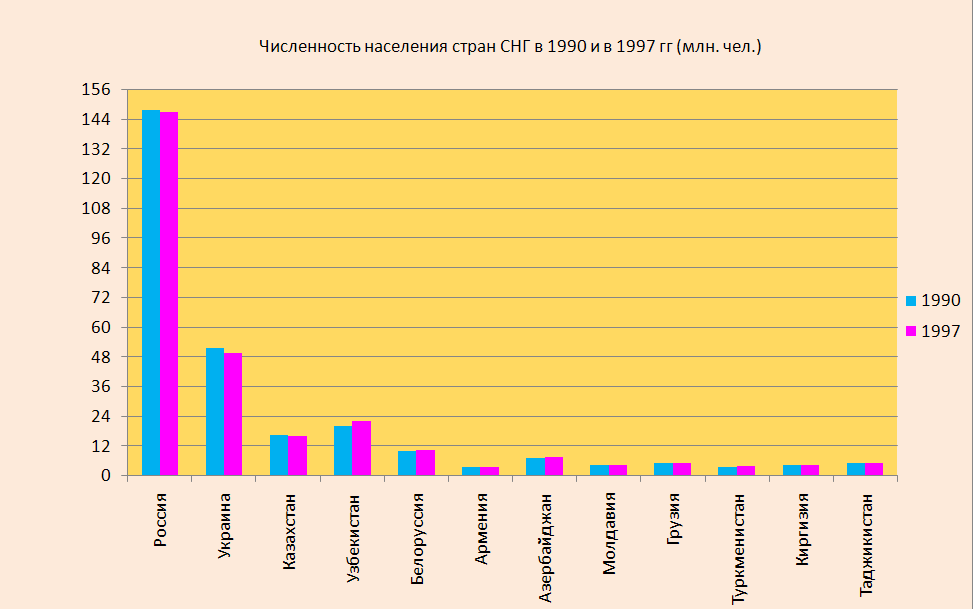 Численность населения стран СНГ в 1990 и в 1997 гг (млн. чел.)
156
144
132
120
108
96
84
72
60
48
36
24
12
0
1990
1997
Россия
Украина
Казахстан
Узбекистан
Белоруссия
Армения
Азербайджан
Молдавия
Грузия
Туркменистан
Киргизия
Таджикистан